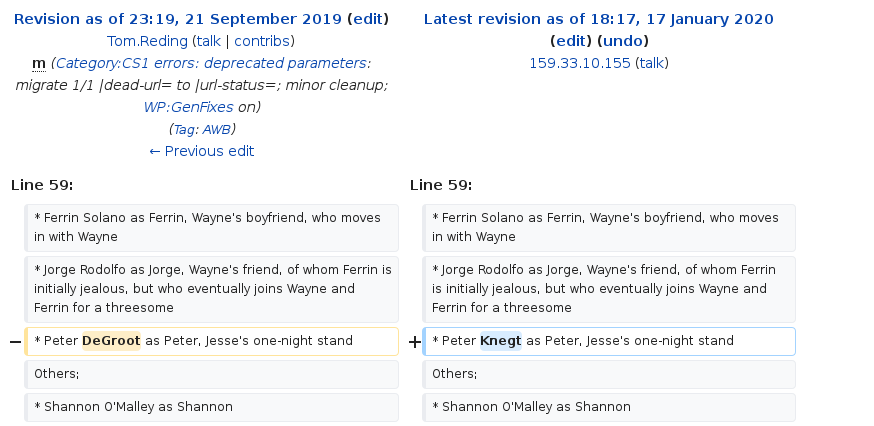 Revision as of 23:19, 21 September 2019 (edit)
Tom.Reding (talk | contribs)
m (Category:CS1 errors: deprecated parameters:
migrate 1/1 |dead-url= to |url-status=; minor cleanup;
WP:GenFixes on)
(Tag: AWB)
← Previous edit
Latest revision as of 18:17, 17 January 2020
(edit) (undo)
159.33.10.155 (talk)
Line 59:
* Ferrin Solano as Ferrin, Wayne's boyfriend, who moves
in with Wayne
* Jorge Rodolfo as Jorge, Wayne's friend, of whom Ferrin is
initially jealous, but who eventually joins Wayne and
Ferrin for a threesome
− * Peter DeGroot as Peter, Jesse's one-night stand
Others;
* Shannon O'Malley as Shannon
Line 59:
* Ferrin Solano as Ferrin, Wayne's boyfriend, who moves
in with Wayne
* Jorge Rodolfo as Jorge, Wayne's friend, of whom Ferrin
is initially jealous, but who eventually joins Wayne and
Ferrin for a threesome
+ * Peter Knegt as Peter, Jesse's one-night stand
Others;
* Shannon O'Malley as Shannon